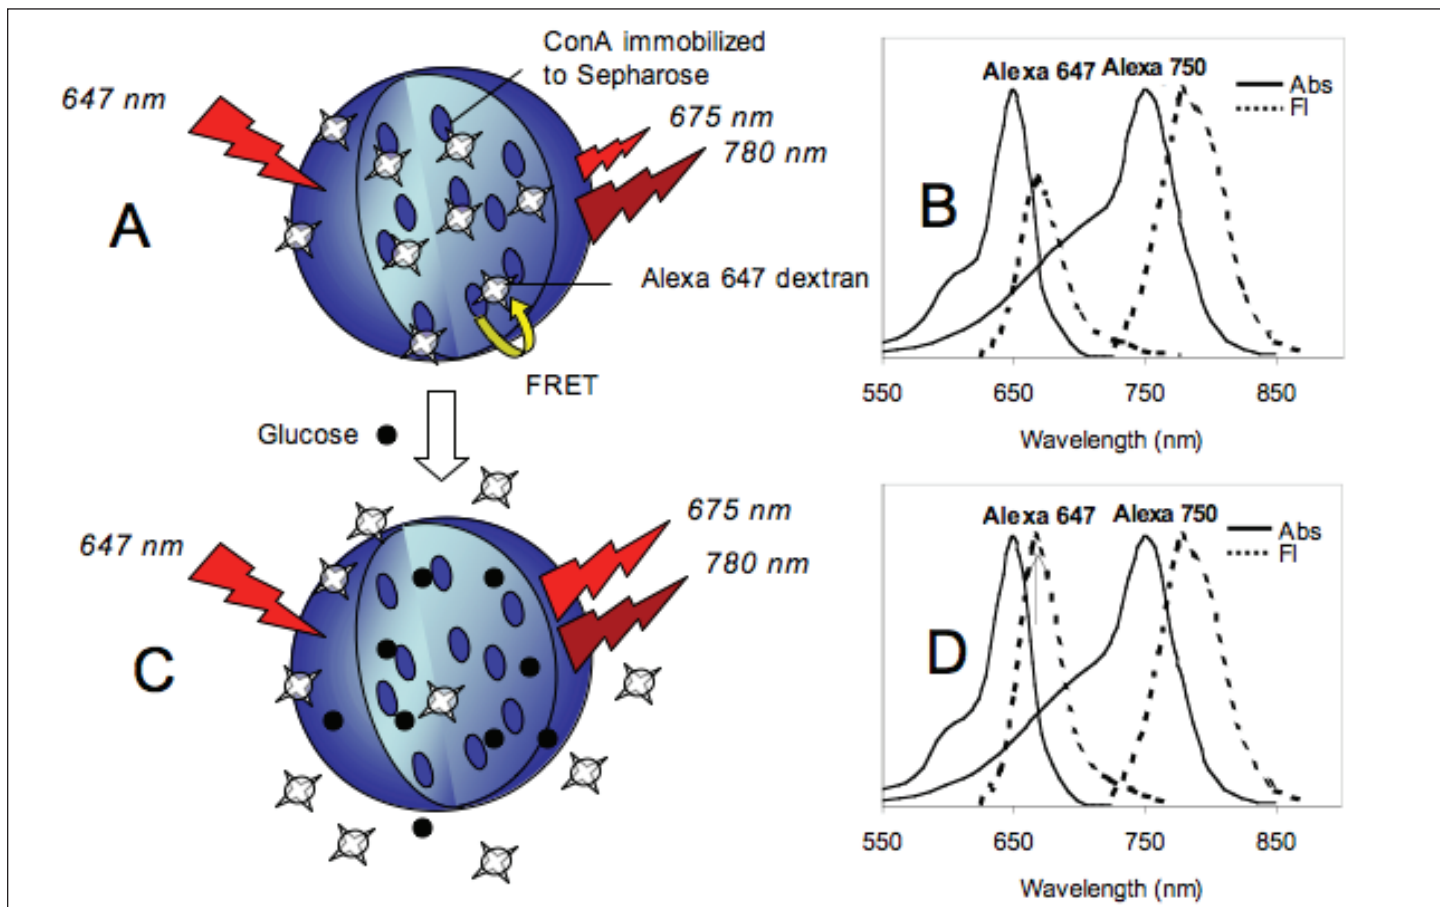 ConA immobilized
to Sepharose
647 nm
675 nm
780 nm
A
Alexa 647 dextran
FRET
Glucose
Alexa 647 Alexa 750
Abs
Fl
B
550 650 750 850
Wavelength (nm)
647 nm
675 nm
780 nm
C
Alexa 647 Alexa 750
Abs
Fl
D
550 650 750 850
Wavelength (nm)